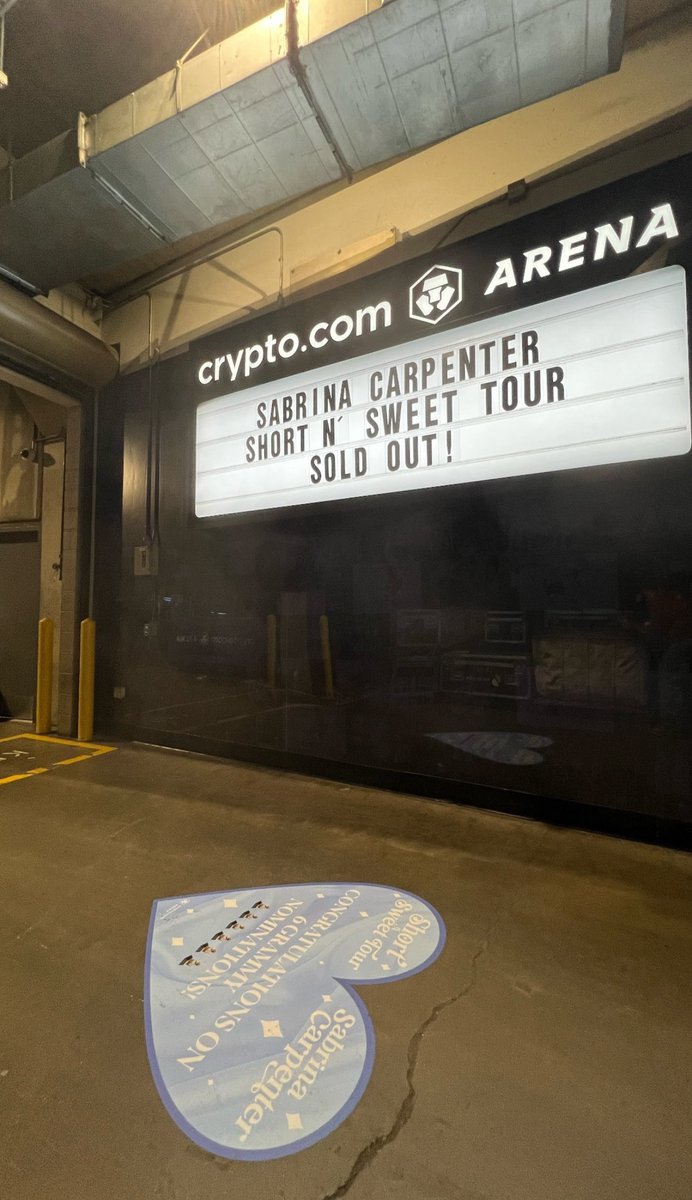 crypto.com ARENA
SABRINA CARPENTER
SHORT N' SWEET TOUR
SOLD OUT!
Short
n'
Sweet Tour
CONGRATULATIONS ON
6 GRAMMY
NOMINATIONS!
Sabrina
Carpenter